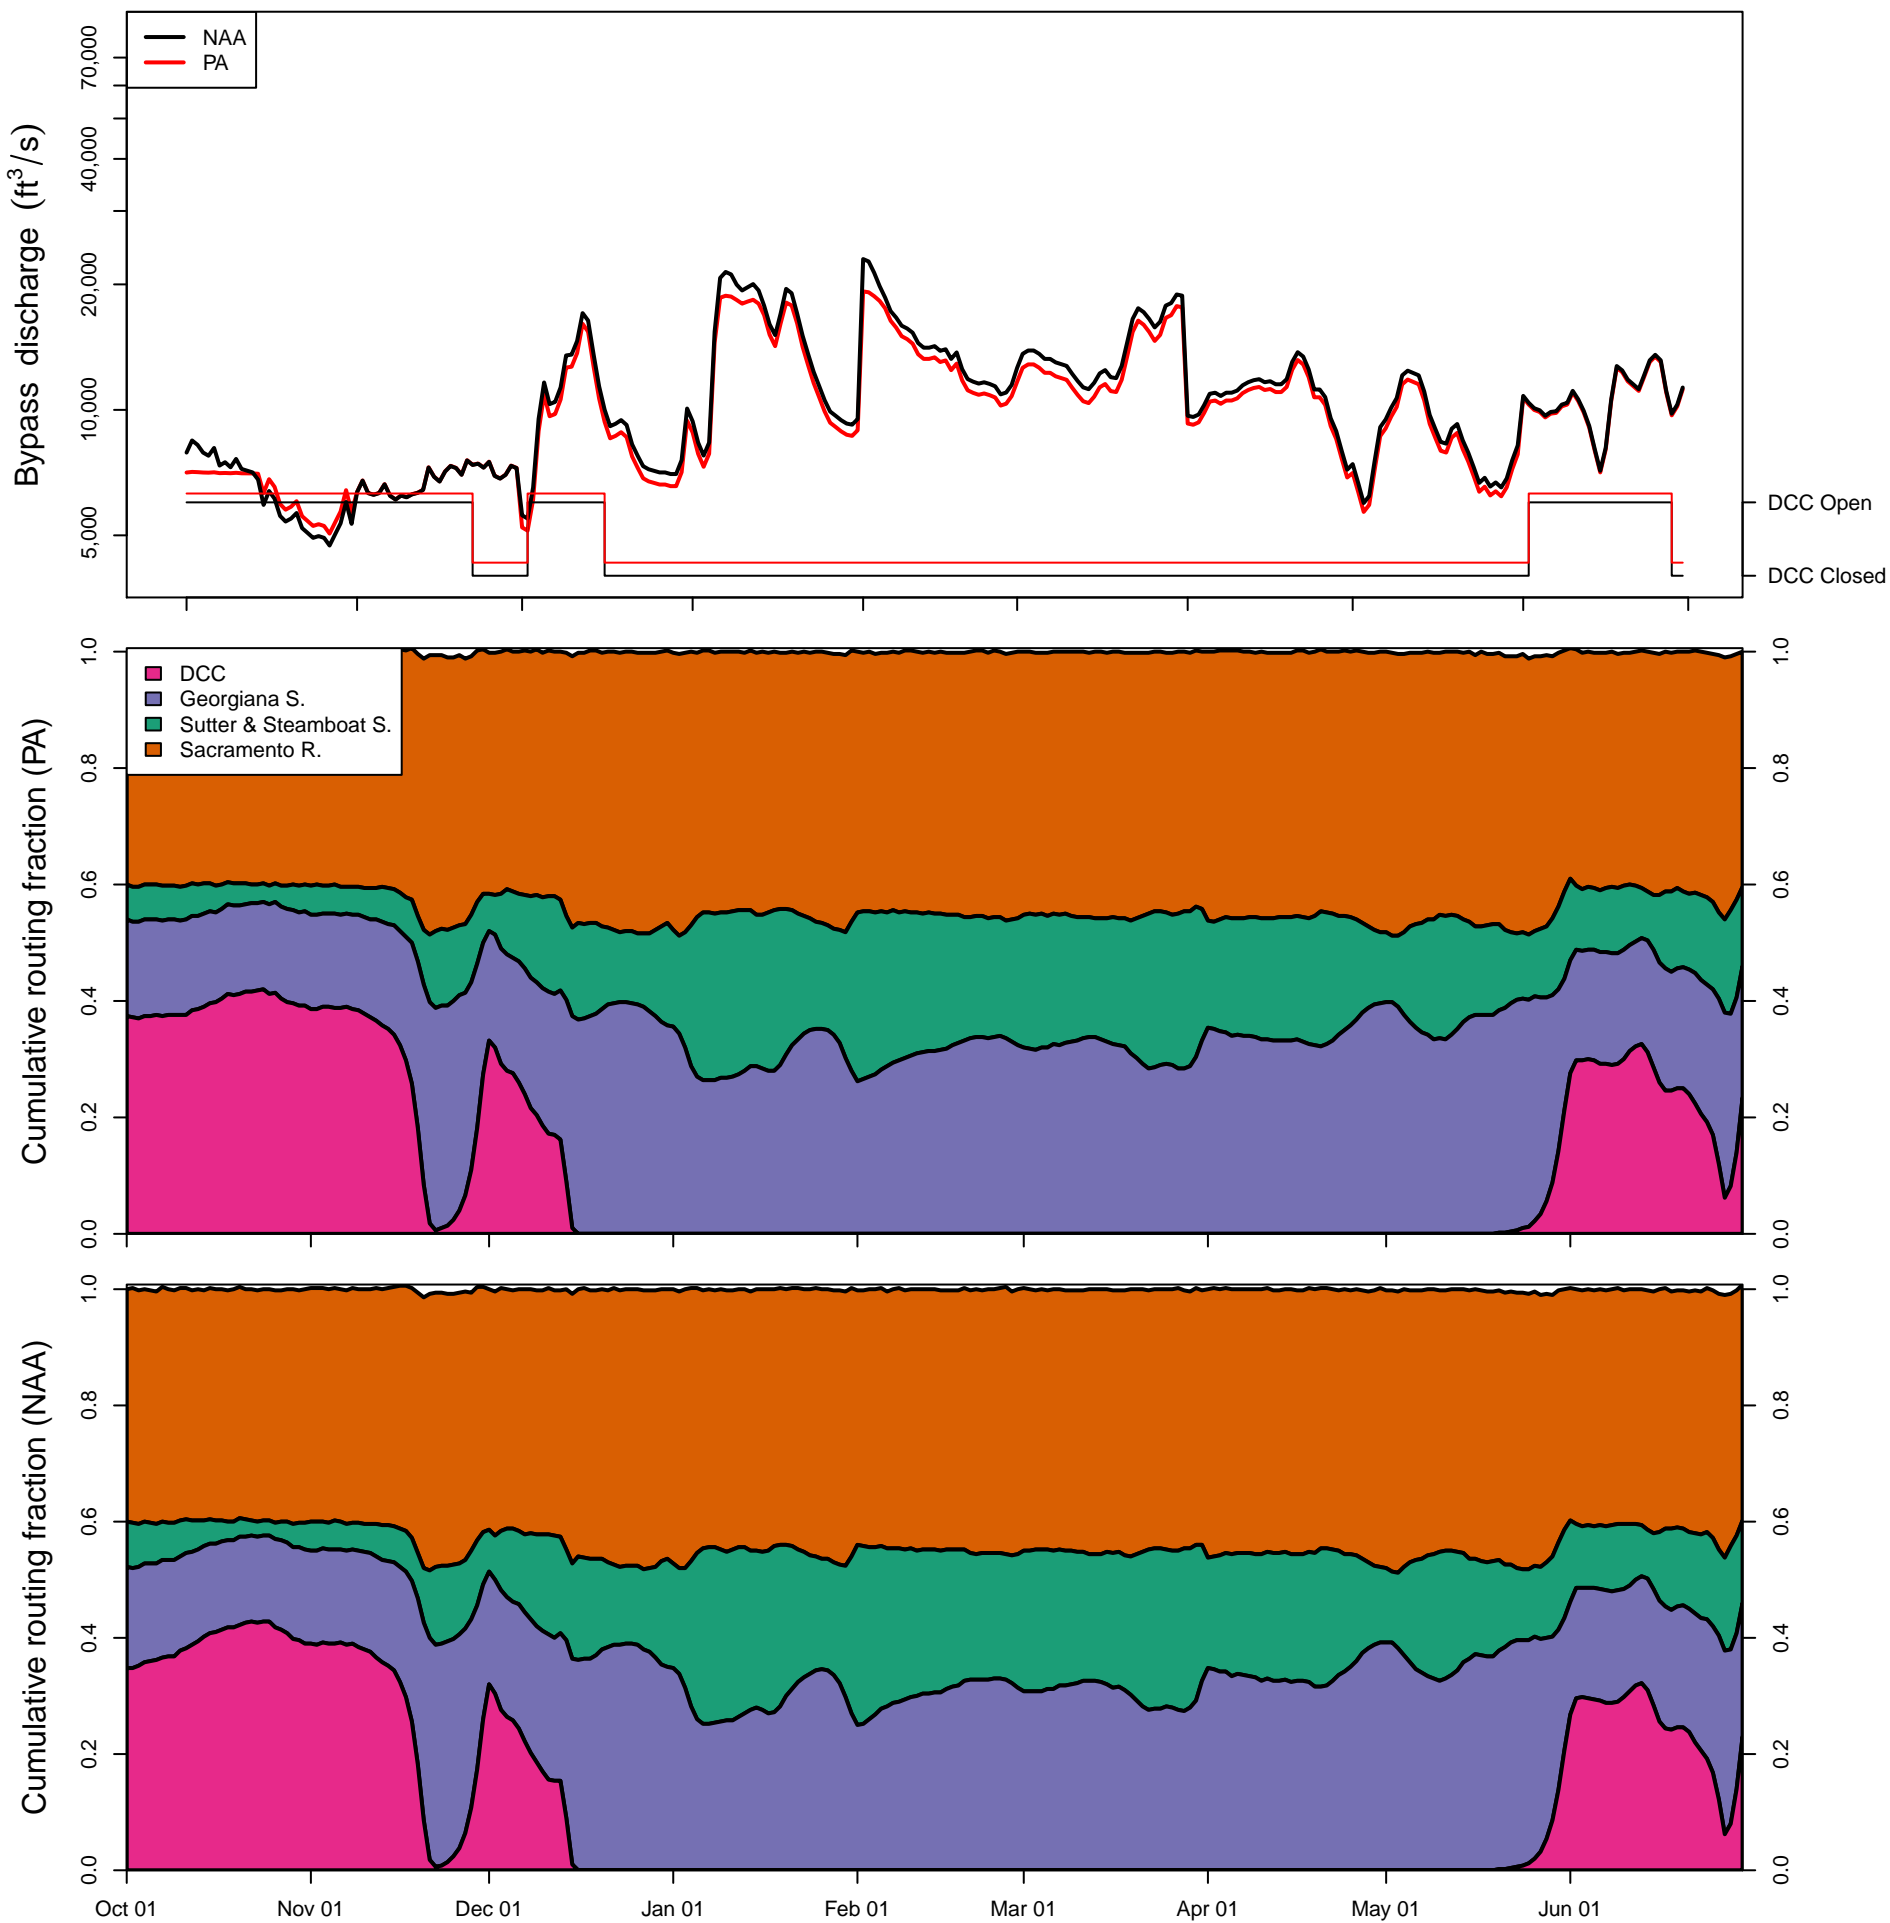 NAA
PA
Bypass discharge (ft³/s)
70,000
40,000
20,000
10,000
5,000
DCC Open
DCC Closed
DCC
Georgiana S.
Sutter & Steamboat S.
Sacramento R.
Cumulative routing fraction (PA)
1.0
0.8
0.6
0.4
0.2
0.0
1.0
0.8
0.6
0.4
0.2
0.0
Cumulative routing fraction (NAA)
1.0
0.8
0.6
0.4
0.2
0.0
1.0
0.8
0.6
0.4
0.2
0.0
Oct 01 Nov 01 Dec 01 Jan 01 Feb 01 Mar 01 Apr 01 May 01 Jun 01